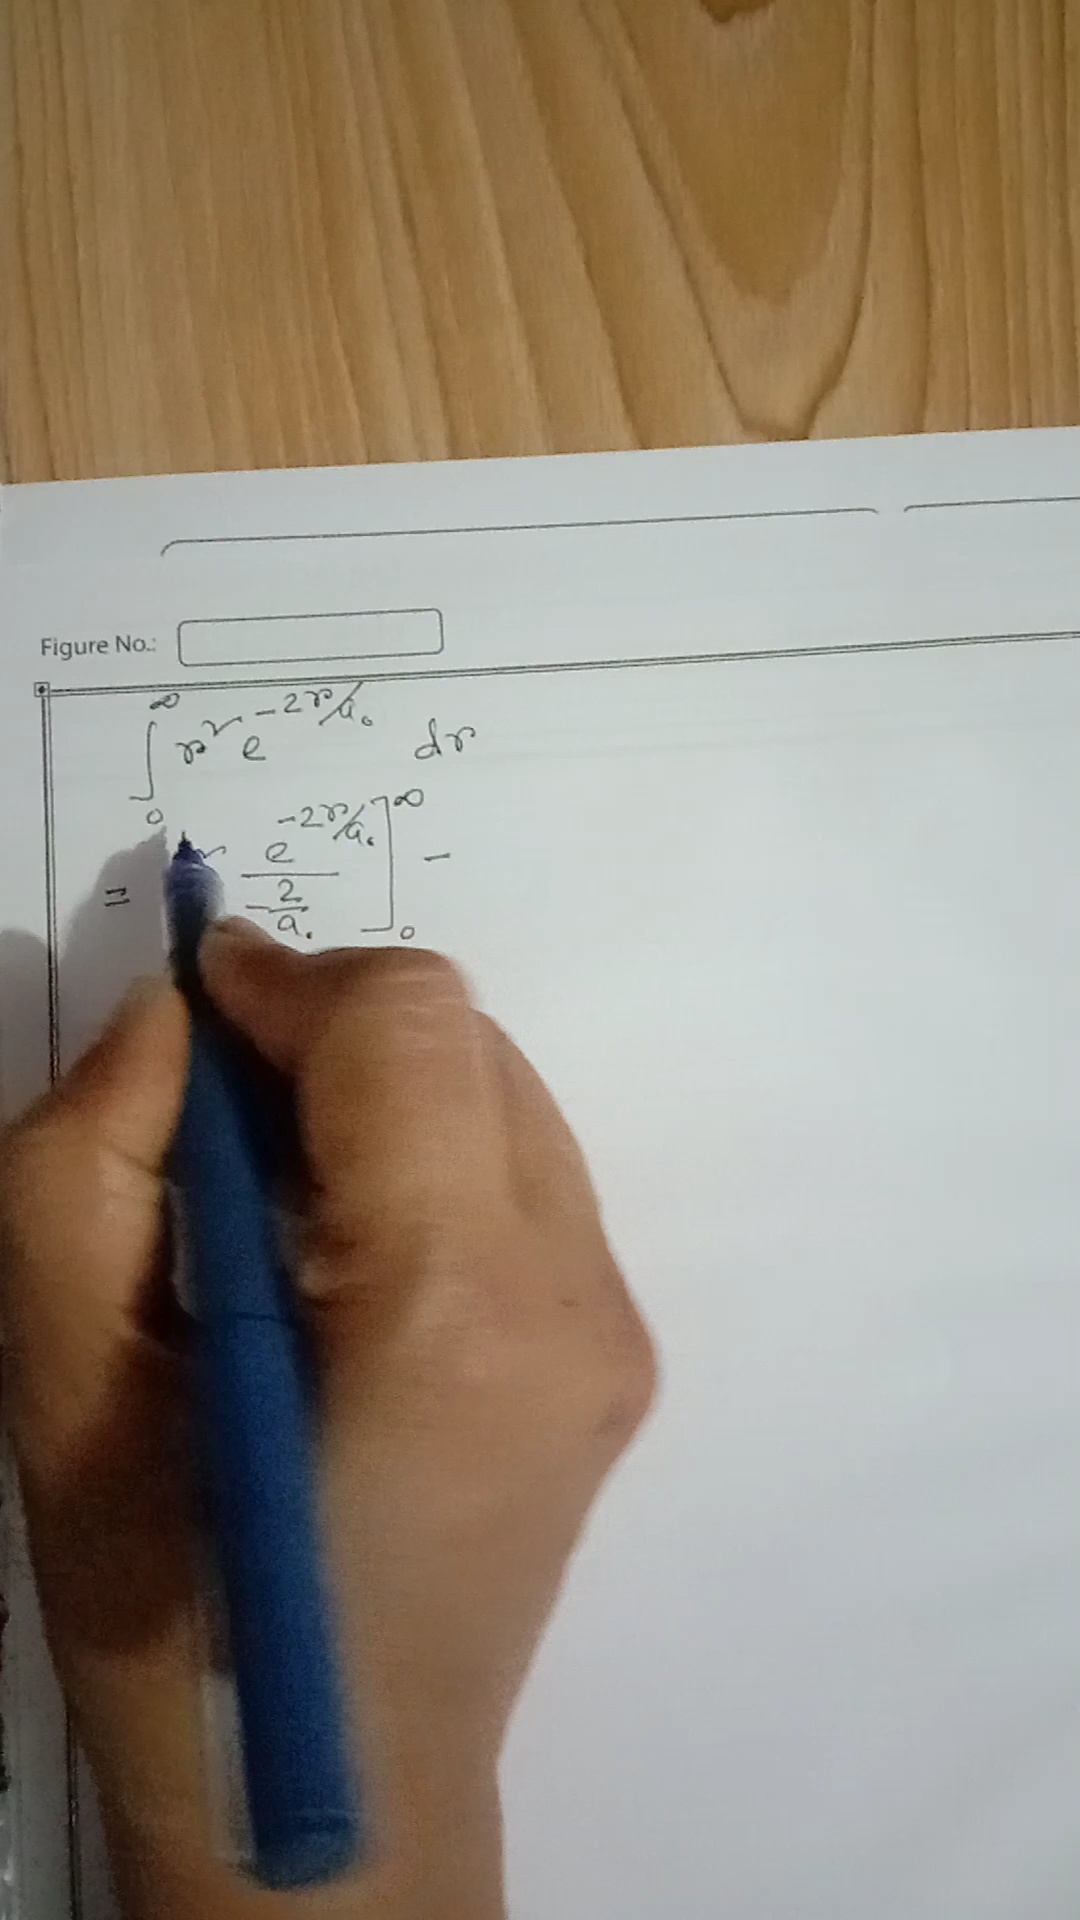 Figure No.:
∫₀^∞ r² e^(-2r/a₀) dr
= r² e^(-2r/a₀) / (-2/a₀) ]₀^∞ -